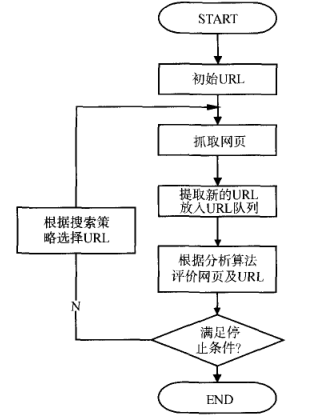 START
初始URL
抓取网页
提取新的URL
放入URL队列
根据搜索策
略选择URL
根据分析算法
评价网页及URL
N
满足停
止条件?
END